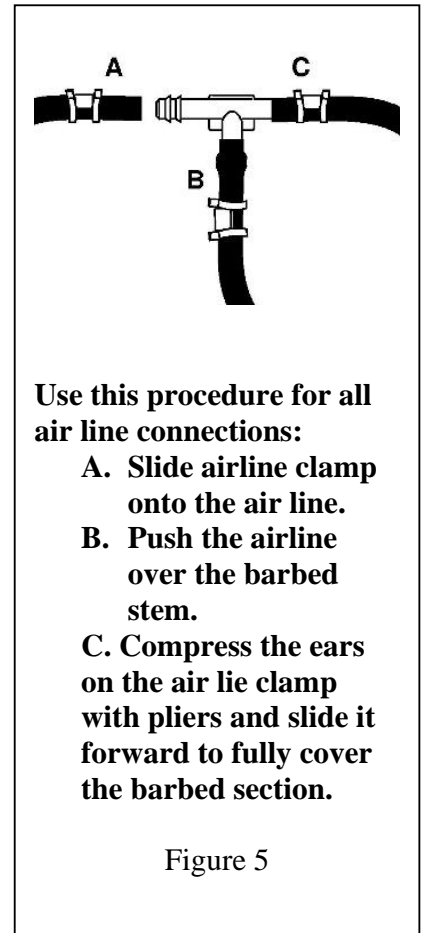 A C
B
Use this procedure for all
air line connections:
A. Slide airline clamp
onto the air line.
B. Push the airline
over the barbed
stem.
C. Compress the ears
on the air lie clamp
with pliers and slide it
forward to fully cover
the barbed section.
Figure 5